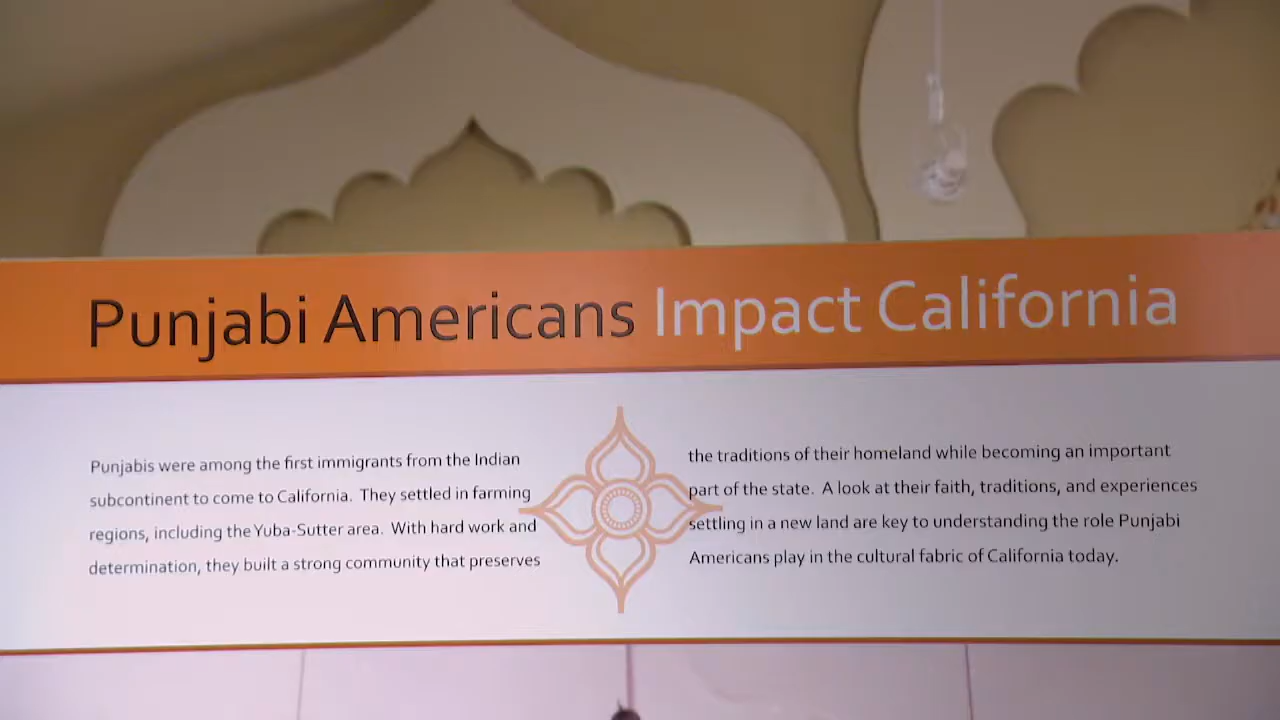 Punjabi Americans Impact California
Punjabis were among the first immigrants from the Indian
subcontinent to come to California. They settled in farming
regions, including the Yuba-Sutter area. With hard work and
determination, they built a strong community that preserves
the traditions of their homeland while becoming an important
part of the state. A look at their faith, traditions, and experiences
settling in a new land are key to understanding the role Punjabi
Americans play in the cultural fabric of California today.